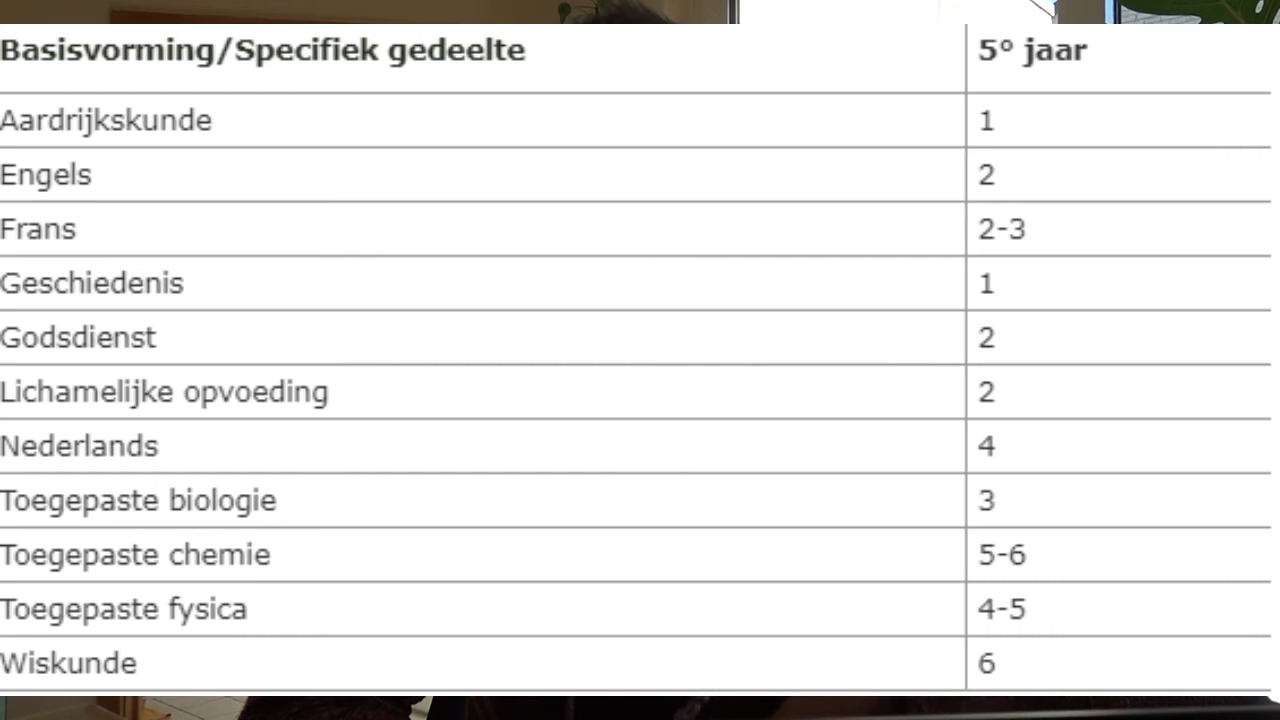 Basisvorming/Specifiek gedeelte 5° jaar
Aardrijkskunde 1
Engels 2
Frans 2-3
Geschiedenis 1
Godsdienst 2
Lichamelijke opvoeding 2
Nederlands 4
Toegepaste biologie 3
Toegepaste chemie 5-6
Toegepaste fysica 4-5
Wiskunde 6